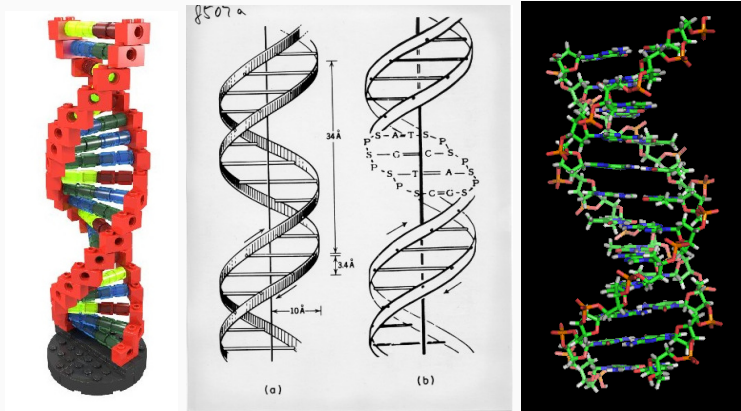 8507a
34Å
3.4Å
10Å
P S A T S P
S G C S P
P S T A S
P S C G S P
(a)
(b)